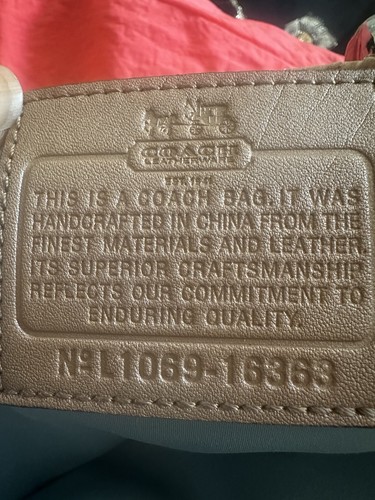 COACH
LEATHERWARE
EST. 1941
THIS IS A COACH BAG. IT WAS
HANDCRAFTED IN CHINA FROM THE
FINEST MATERIALS AND LEATHER.
ITS SUPERIOR CRAFTSMANSHIP
REFLECTS OUR COMMITMENT TO
ENDURING QUALITY.
Nº L1069-16363